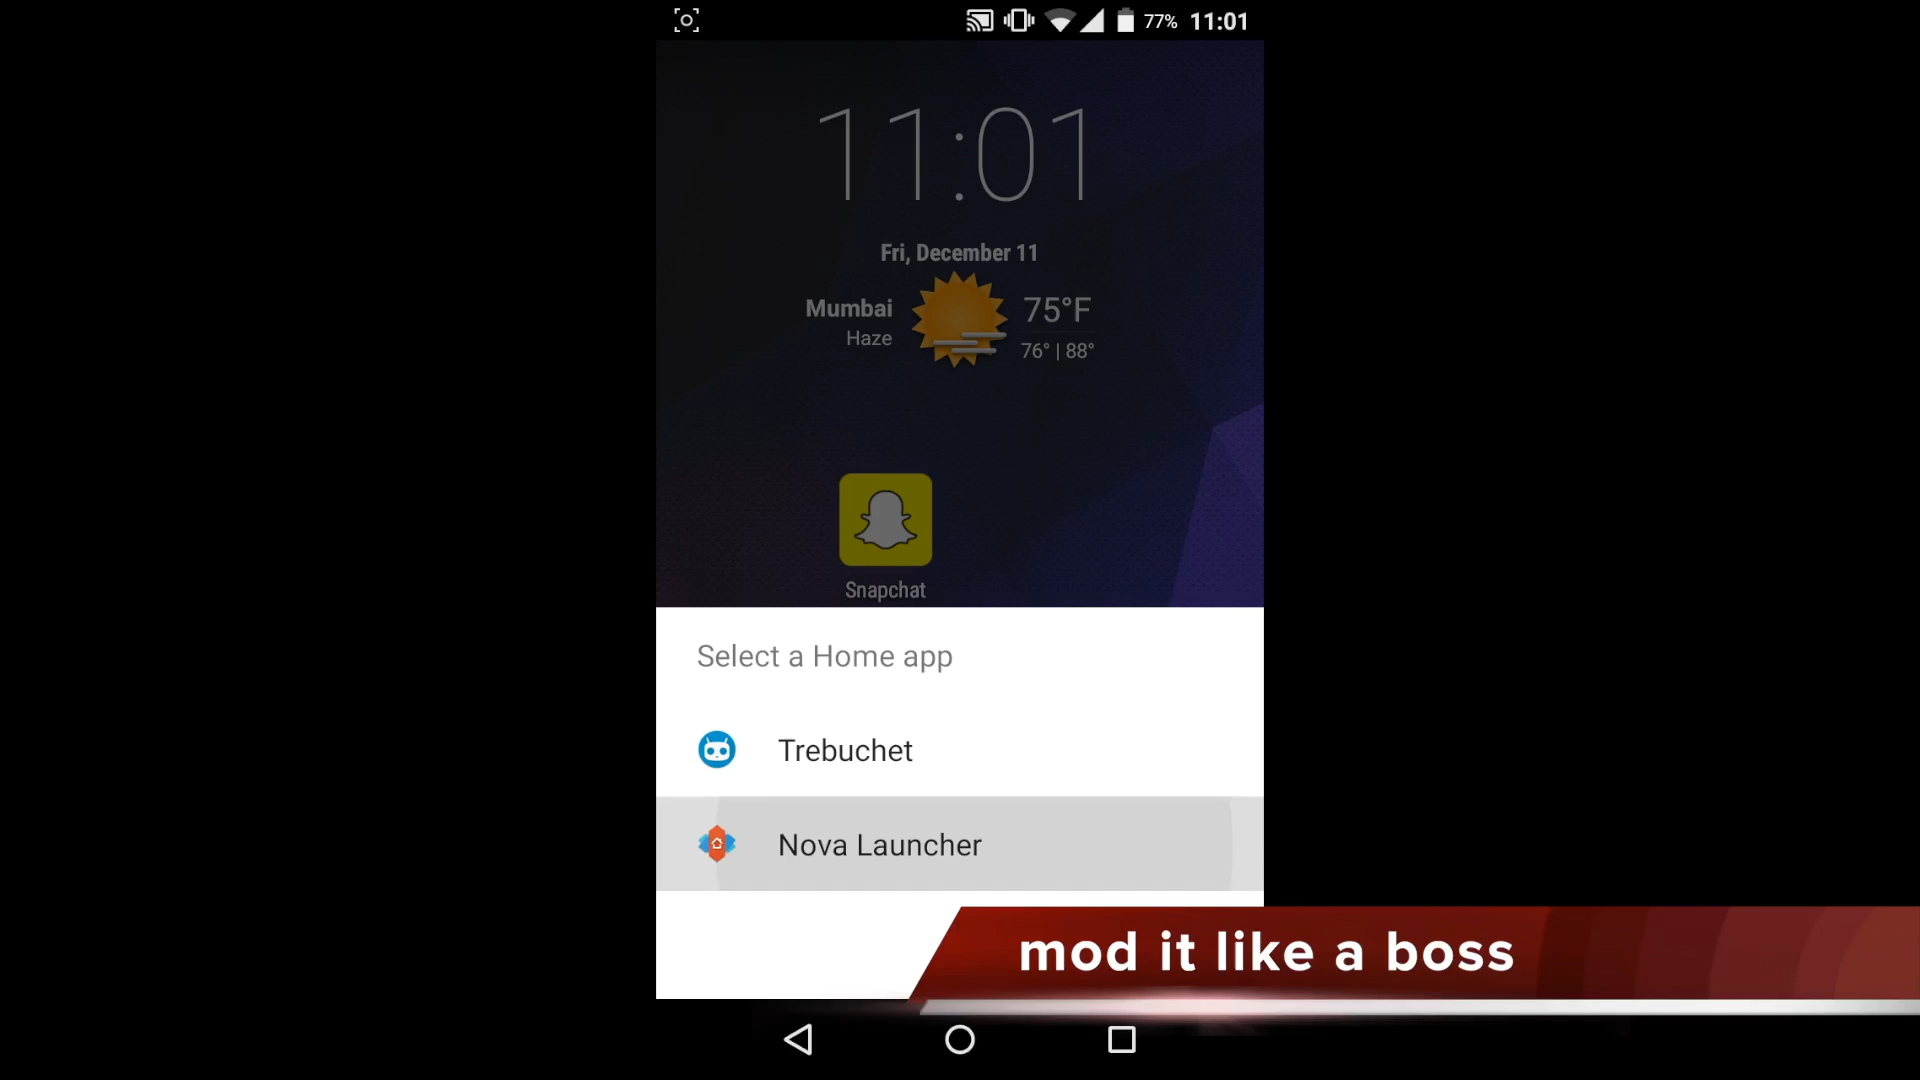 77% 11:01
11:01
Fri, December 11
Mumbai
Haze
75°F
76° | 88°
Snapchat
Select a Home app
Trebuchet
Nova Launcher
mod it like a boss